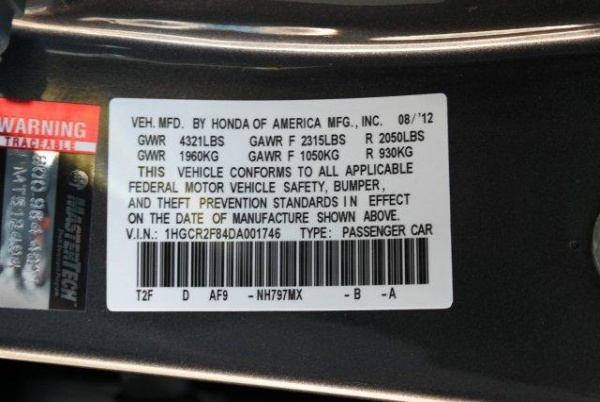 VEH. MFD. BY HONDA OF AMERICA MFG., INC. 08/'12
GWR 4321LBS GAWR F 2315LBS R 2050LBS
GWR 1960KG GAWR F 1050KG R 930KG
THIS VEHICLE CONFORMS TO ALL APPLICABLE
FEDERAL MOTOR VEHICLE SAFETY, BUMPER,
AND THEFT PREVENTION STANDARDS IN EFFECT
ON THE DATE OF MANUFACTURE SHOWN ABOVE.
V.I.N.: 1HGCR2F84DA001746 TYPE: PASSENGER CAR
T2F D AF9 -NH797MX -B -A
WARNING
TRACEABLE
MASTERTECH